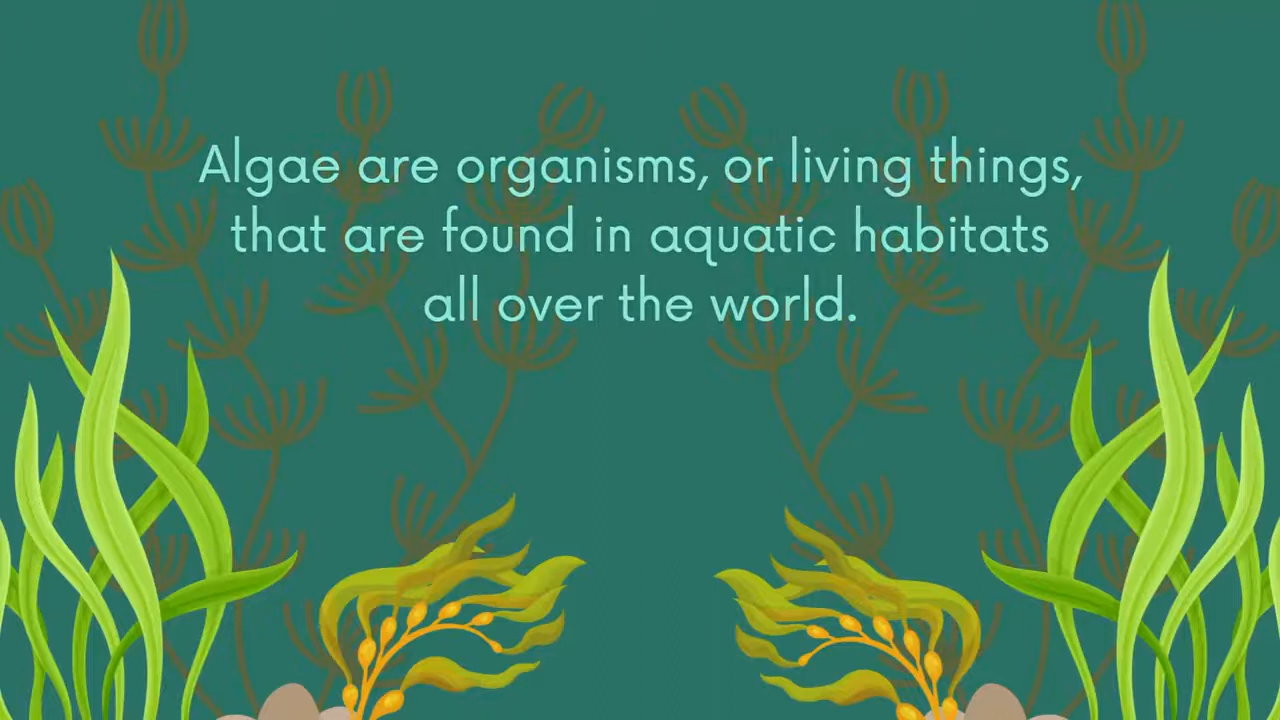 Algae are organisms, or living things,
that are found in aquatic habitats
all over the world.